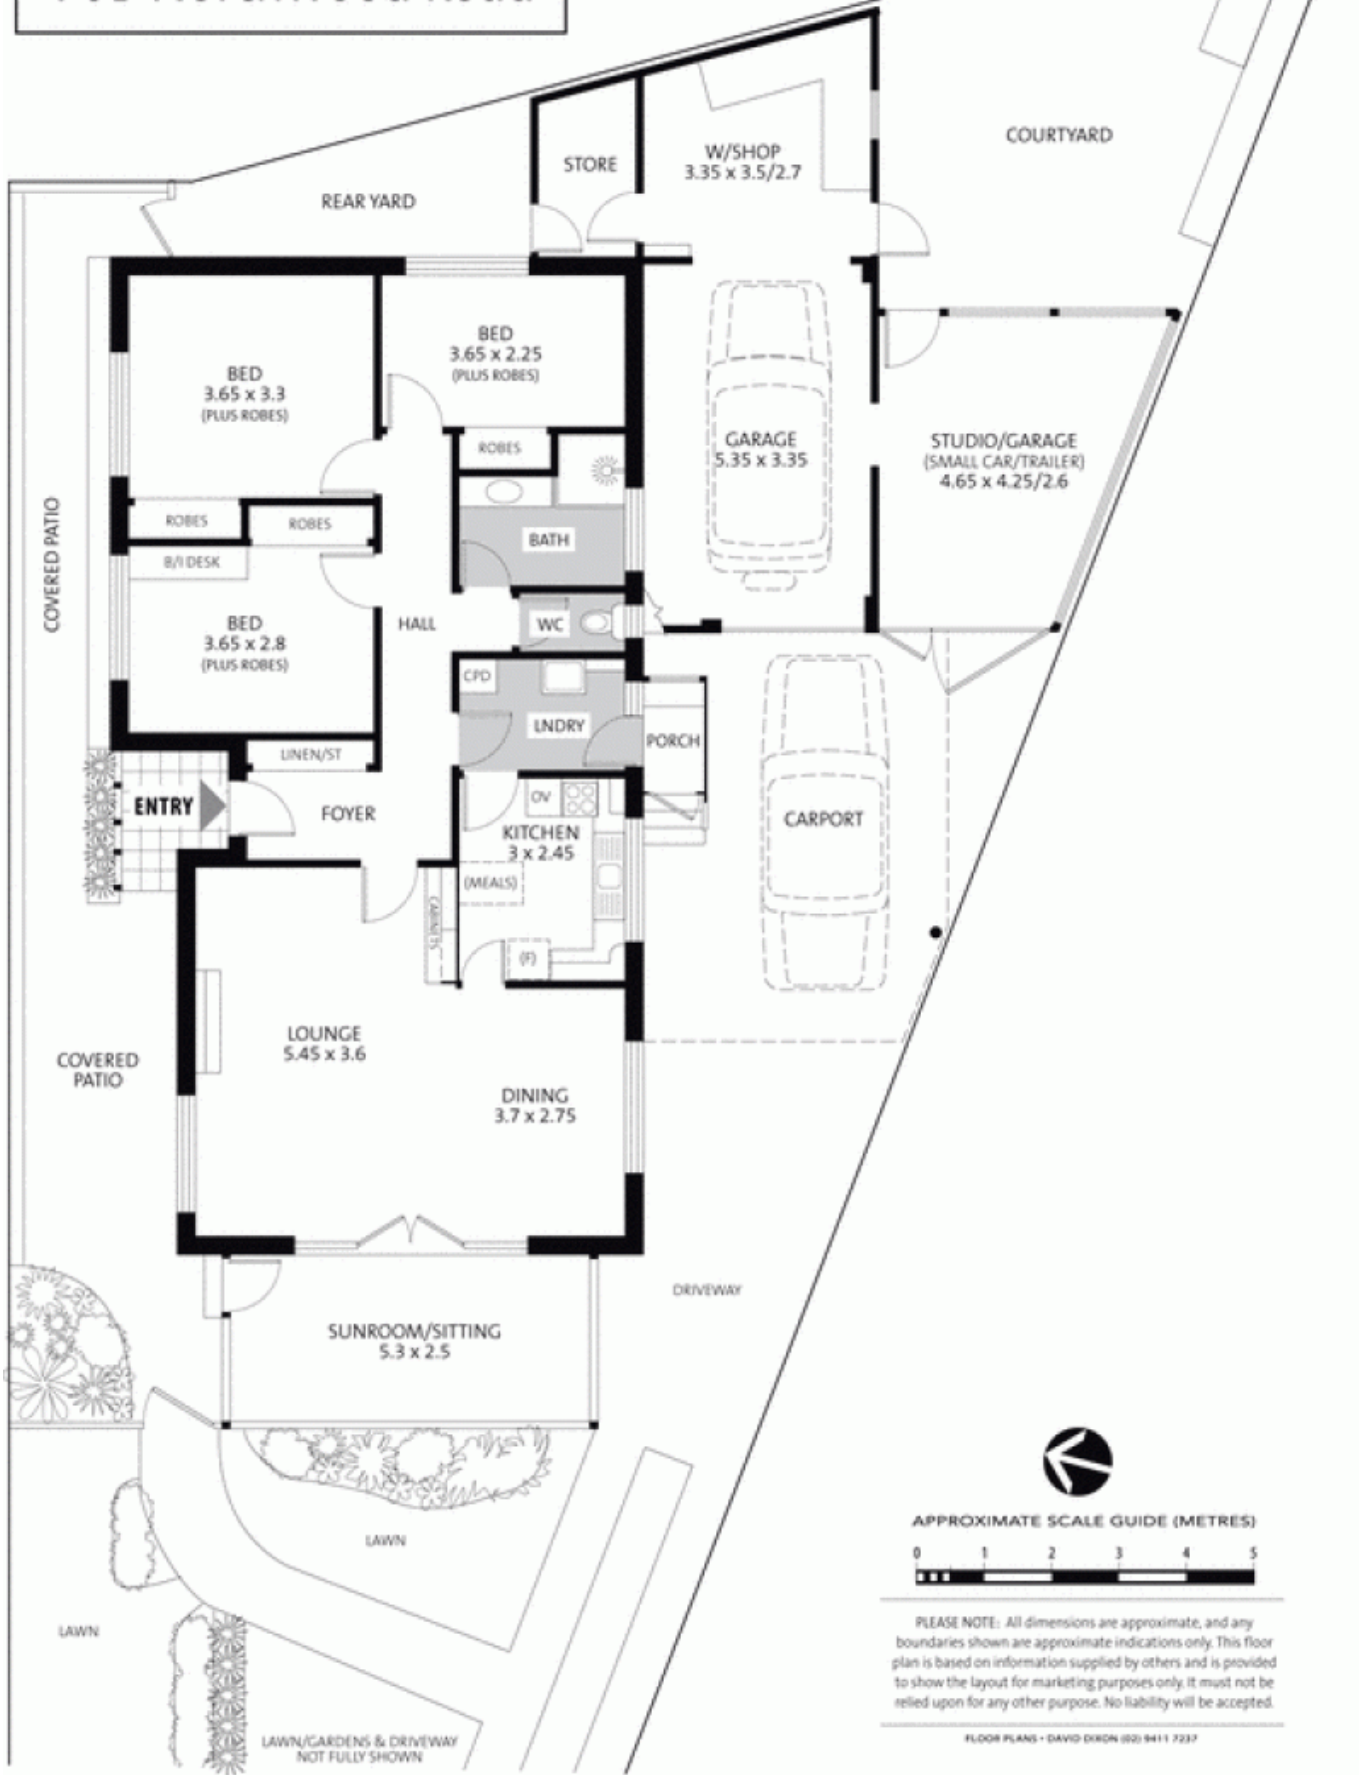 COURTYARD
W/SHOP
3.35 x 3.5/2.7
STORE
REAR YARD
BED
3.65 x 2.25
(PLUS ROBES)
BED
3.65 x 3.3
(PLUS ROBES)
ROBES
GARAGE
5.35 x 3.35
STUDIO/GARAGE
(SMALL CAR/TRAILER)
4.65 x 4.25/2.6
ROBES
ROBES
B/I DESK
BATH
COVERED PATIO
BED
3.65 x 2.8
(PLUS ROBES)
HALL
WC
CPD
LNDRY
PORCH
LINEN/ST
ENTRY
FOYER
OV
KITCHEN
3 x 2.45
(MEALS)
CARPORT
CABINETS
(F)
LOUNGE
5.45 x 3.6
COVERED
PATIO
DINING
3.7 x 2.75
DRIVEWAY
SUNROOM/SITTING
5.3 x 2.5
LAWN
LAWN
LAWN/GARDENS & DRIVEWAY
NOT FULLY SHOWN
APPROXIMATE SCALE GUIDE (METRES)
0 1 2 3 4 5
PLEASE NOTE: All dimensions are approximate, and any
boundaries shown are approximate indications only. This floor
plan is based on information supplied by others and is provided
to show the layout for marketing purposes only. It must not be
relied upon for any other purpose. No liability will be accepted.
FLOOR PLANS • DAVID DIXON (02) 9411 7237